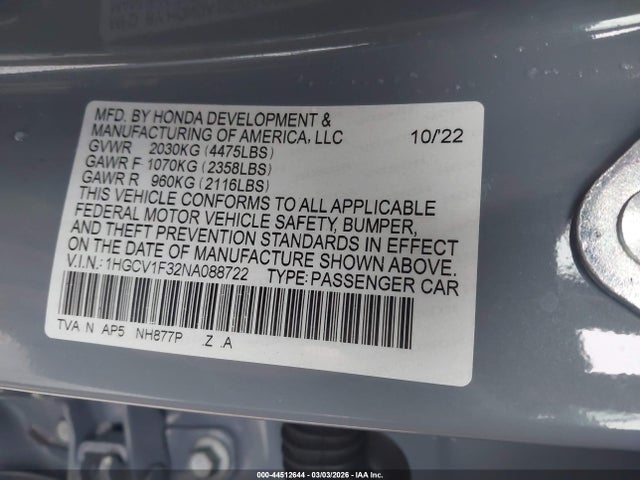 MFD. BY HONDA DEVELOPMENT &
MANUFACTURING OF AMERICA, LLC 10/'22
GVWR 2030KG (4475LBS)
GAWR F 1070KG (2358LBS)
GAWR R 960KG (2116LBS)
THIS VEHICLE CONFORMS TO ALL APPLICABLE
FEDERAL MOTOR VEHICLE SAFETY, BUMPER,
AND THEFT PREVENTION STANDARDS IN EFFECT
ON THE DATE OF MANUFACTURE SHOWN ABOVE.
V.I.N.: 1HGCV1F32NA088722 TYPE: PASSENGER CAR
TVA N AP5 NH877P .Z .A
000-44512644 | 03/03/2026 - IAA Inc.